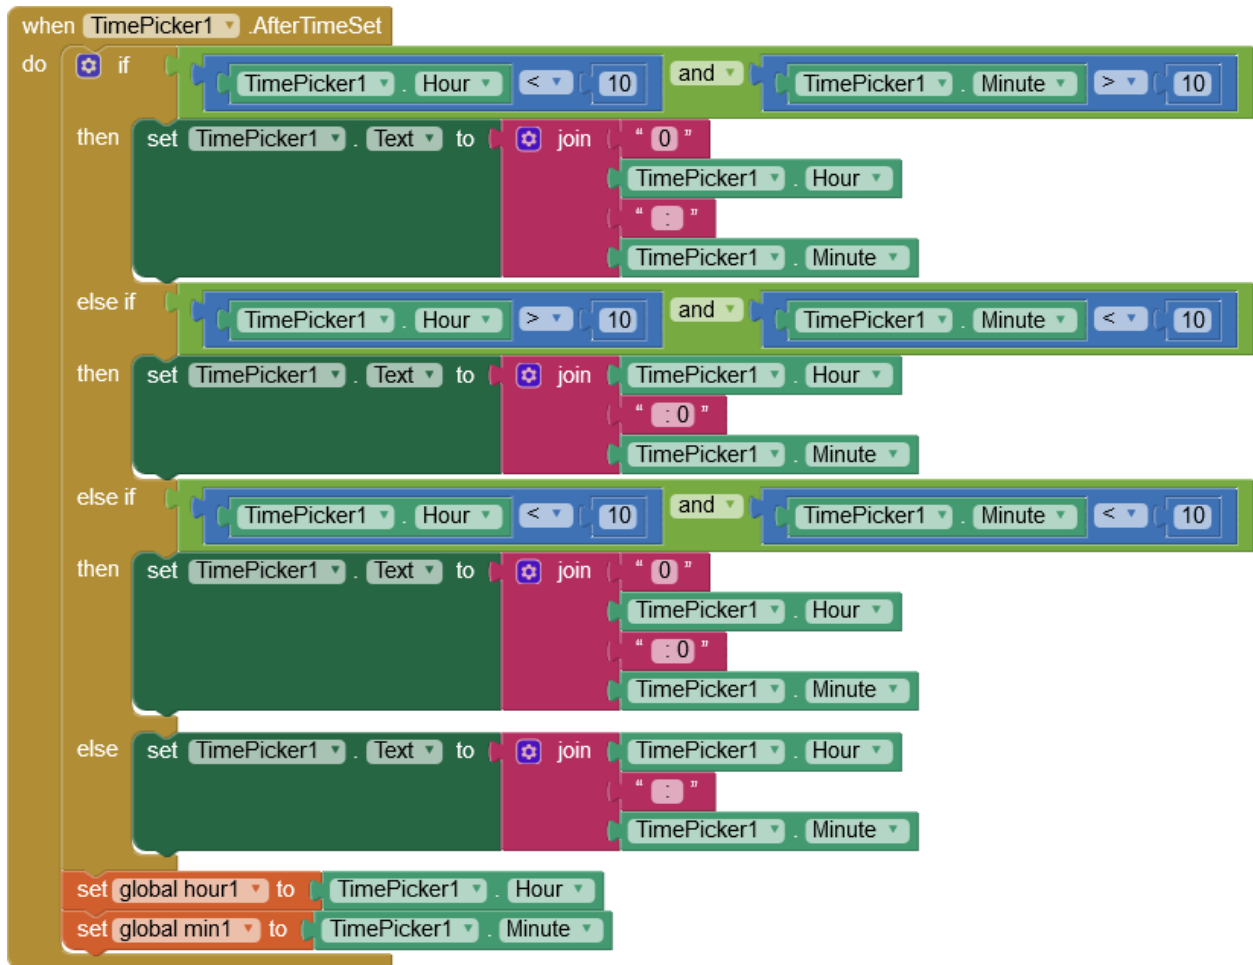 when TimePicker1 .AfterTimeSet
do if TimePicker1 . Hour < 10 and TimePicker1 . Minute > 10
then set TimePicker1 . Text to join “ 0 ”
TimePicker1 . Hour
“ : ”
TimePicker1 . Minute
else if TimePicker1 . Hour > 10 and TimePicker1 . Minute < 10
then set TimePicker1 . Text to join TimePicker1 . Hour
“ : 0 ”
TimePicker1 . Minute
else if TimePicker1 . Hour < 10 and TimePicker1 . Minute < 10
then set TimePicker1 . Text to join “ 0 ”
TimePicker1 . Hour
“ : 0 ”
TimePicker1 . Minute
else set TimePicker1 . Text to join TimePicker1 . Hour
“ : ”
TimePicker1 . Minute
set global hour1 to TimePicker1 . Hour
set global min1 to TimePicker1 . Minute